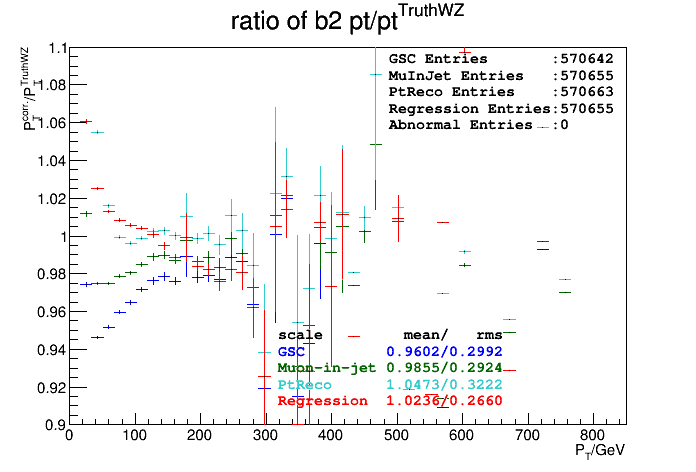 ratio of b2 pt/pt^TruthWZ
P_T^corr./P_T^TruthWZ
1.1
1.08
1.06
1.04
1.02
1
0.98
0.96
0.94
0.92
0.9
GSC Entries :570642
MuInJet Entries :570655
PtReco Entries :570663
Regression Entries:570655
Abnormal Entries :0
scale mean/ rms
GSC 0.9602/0.2992
Muon-in-jet 0.9855/0.2924
PtReco 1.0473/0.3222
Regression 1.0236/0.2660
0 100 200 300 400 500 600 700 800
P_T/GeV